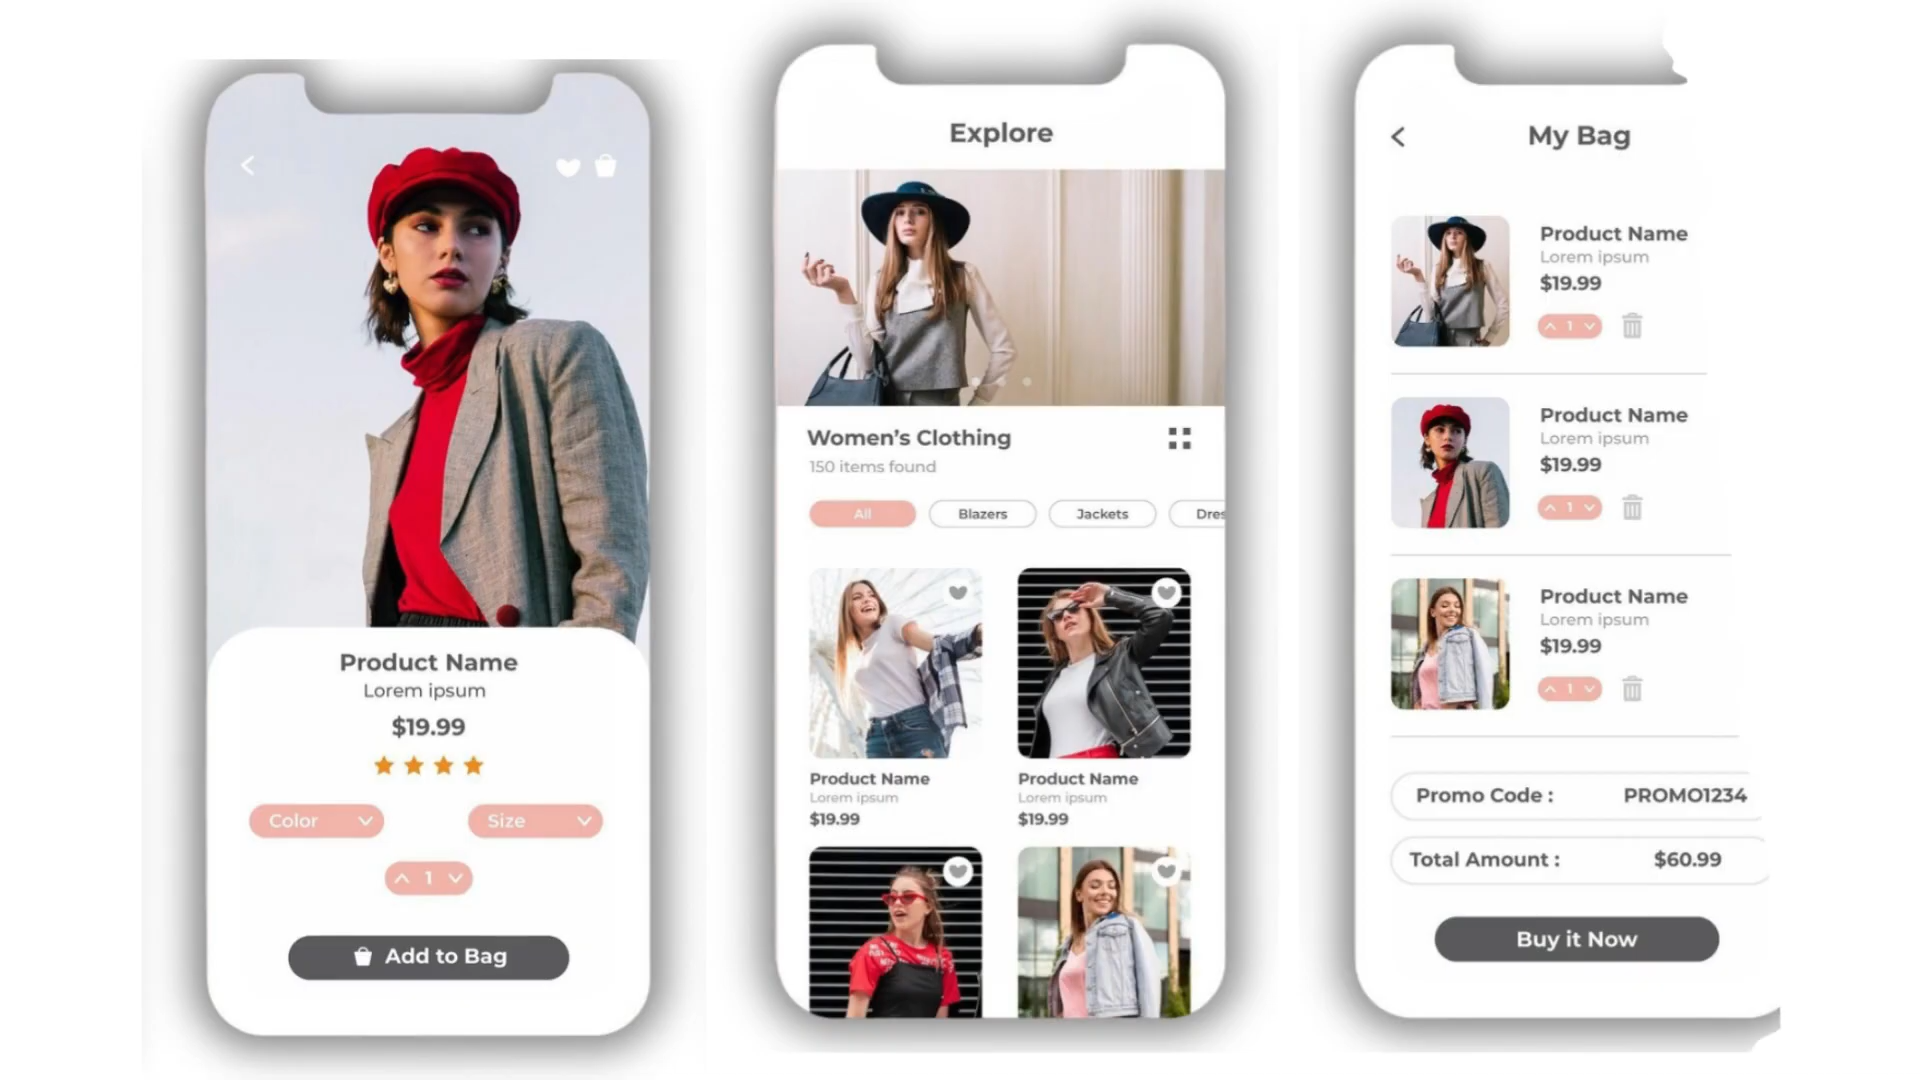 Product Name
Lorem ipsum
$19.99
Color
Size
1
Add to Bag
Explore
Women's Clothing
150 items found
All
Blazers
Jackets
Dres
Product Name
Lorem ipsum
$19.99
Product Name
Lorem ipsum
$19.99
My Bag
Product Name
Lorem ipsum
$19.99
1
Product Name
Lorem ipsum
$19.99
1
Product Name
Lorem ipsum
$19.99
1
Promo Code : PROMO1234
Total Amount : $60.99
Buy it Now